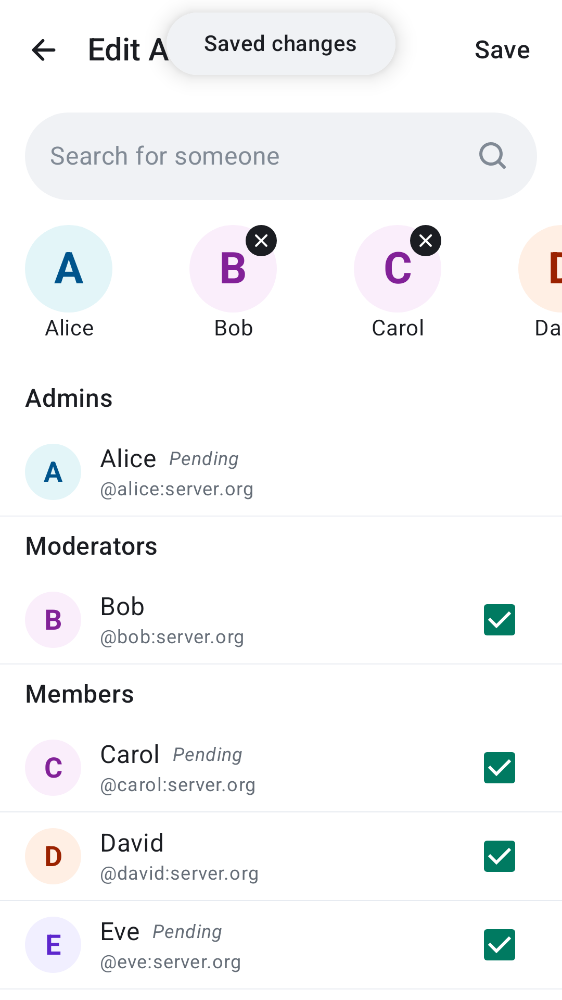 Edit A
Saved changes
Save
Search for someone
A
B
C
Alice
Bob
Carol
Da
Admins
A
Alice Pending
@alice:server.org
Moderators
B
Bob
@bob:server.org
Members
C
Carol Pending
@carol:server.org
D
David
@david:server.org
E
Eve Pending
@eve:server.org